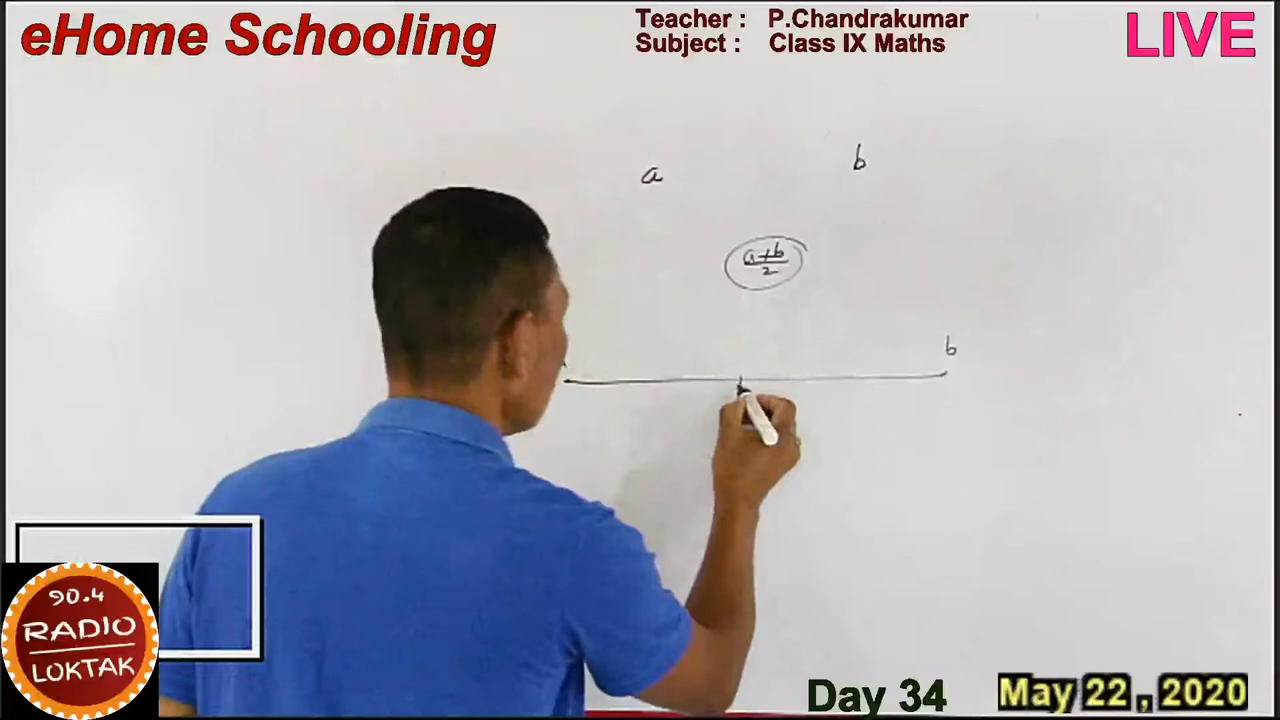 eHome Schooling
Teacher : P.Chandrakumar
Subject : Class IX Maths
LIVE
a b
a+b
2
b
90.4
RADIO
LOKTAK
Day 34
May 22 , 2020